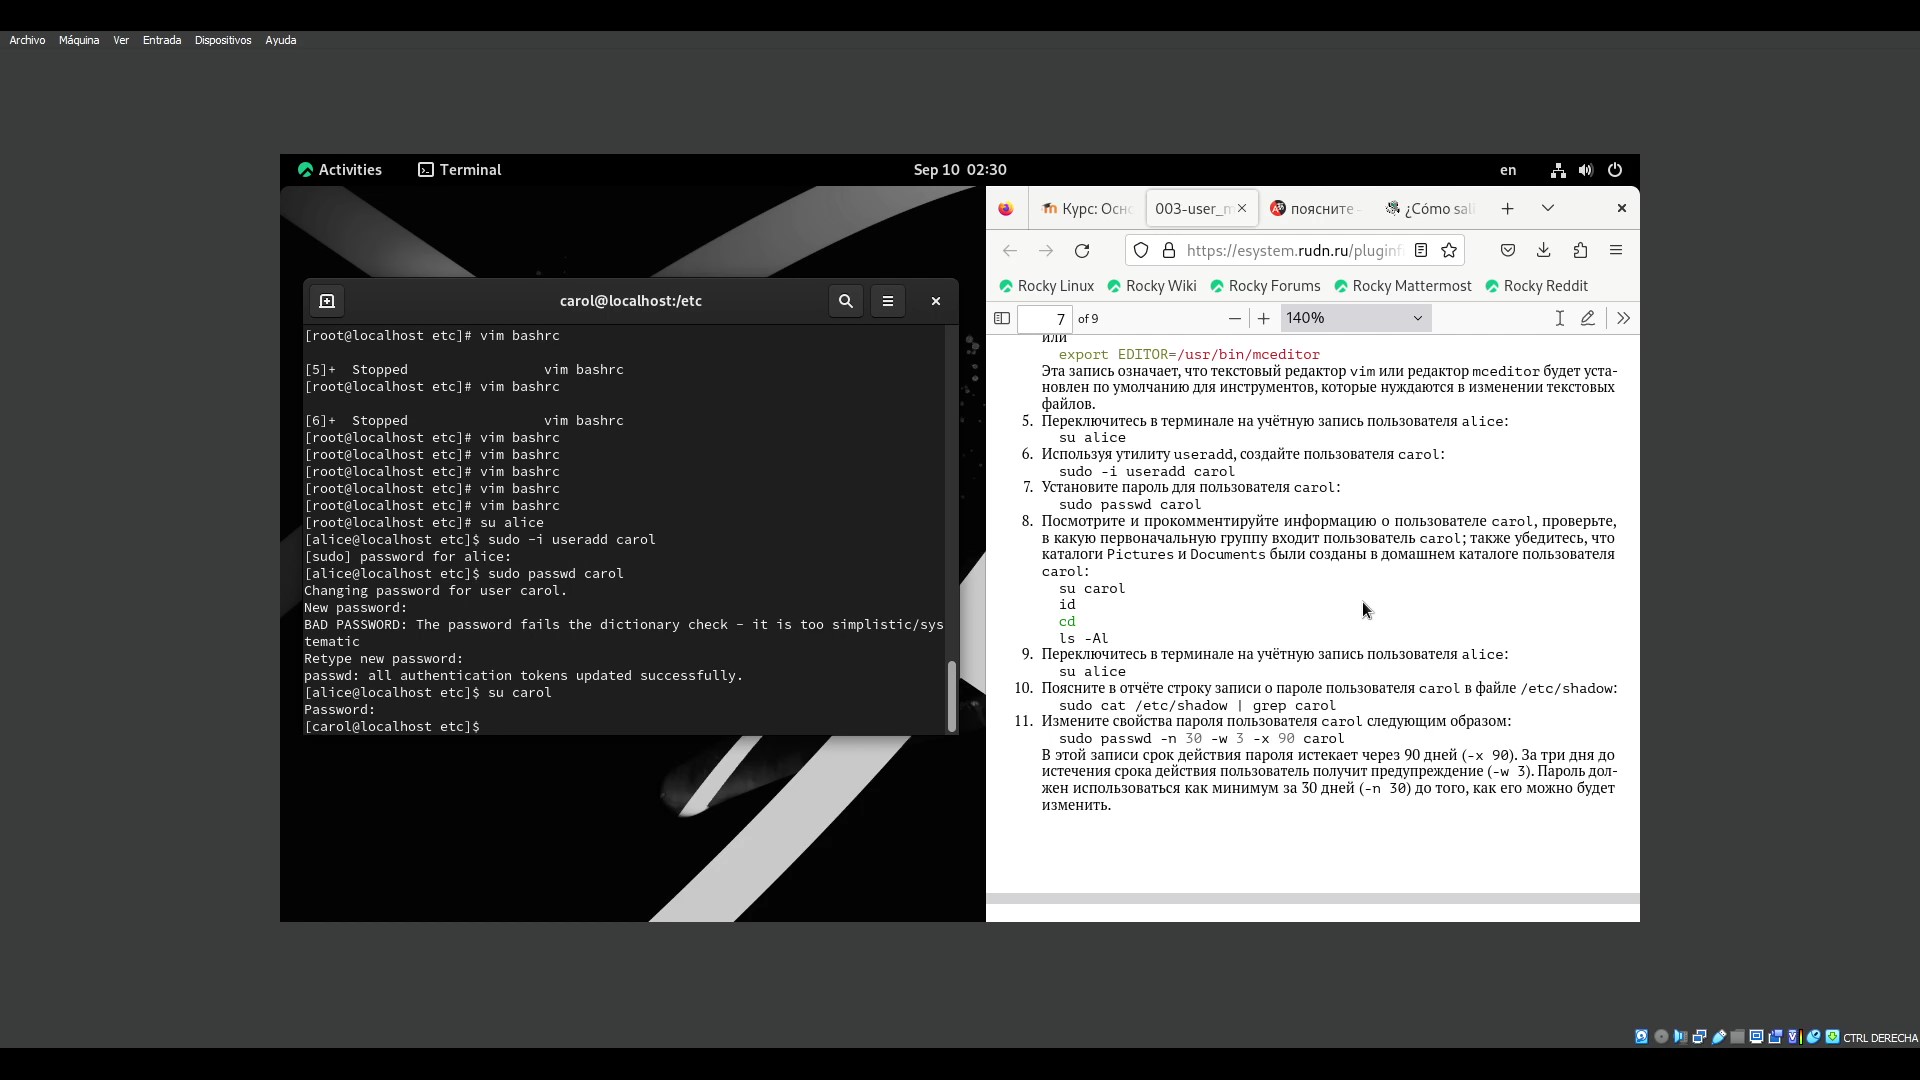 Archivo Máquina Ver Entrada Dispositivos Ayuda
Activities Terminal Sep 10 02:30 en
carol@localhost:/etc
[root@localhost etc]# vim bashrc
[5]+ Stopped vim bashrc
[root@localhost etc]# vim bashrc
[6]+ Stopped vim bashrc
[root@localhost etc]# vim bashrc
[root@localhost etc]# vim bashrc
[root@localhost etc]# vim bashrc
[root@localhost etc]# vim bashrc
[root@localhost etc]# vim bashrc
[root@localhost etc]# su alice
[alice@localhost etc]$ sudo -i useradd carol
[sudo] password for alice:
[alice@localhost etc]$ sudo passwd carol
Changing password for user carol.
New password:
BAD PASSWORD: The password fails the dictionary check - it is too simplistic/sys
tematic
Retype new password:
passwd: all authentication tokens updated successfully.
[alice@localhost etc]$ su carol
Password:
[carol@localhost etc]$
Курс: Осн 003-user_m поясните ¿Cómo sali
https://esystem.rudn.ru/pluginf
Rocky Linux Rocky Wiki Rocky Forums Rocky Mattermost Rocky Reddit
7 of 9 140%
или
export EDITOR=/usr/bin/mceditor
Эта запись означает, что текстовый редактор vim или редактор mceditor будет уста-
новлен по умолчанию для инструментов, которые нуждаются в изменении текстовых
файлов.
5. Переключитесь в терминале на учётную запись пользователя alice:
su alice
6. Используя утилиту useradd, создайте пользователя carol:
sudo -i useradd carol
7. Установите пароль для пользователя carol:
sudo passwd carol
8. Посмотрите и прокомментируйте информацию о пользователе carol, проверьте,
в какую первоначальную группу входит пользователь carol; также убедитесь, что
каталоги Pictures и Documents были созданы в домашнем каталоге пользователя
carol:
su carol
id
cd
ls -Al
9. Переключитесь в терминале на учётную запись пользователя alice:
su alice
10. Поясните в отчёте строку записи о пароле пользователя carol в файле /etc/shadow:
sudo cat /etc/shadow | grep carol
11. Измените свойства пароля пользователя carol следующим образом:
sudo passwd -n 30 -w 3 -x 90 carol
В этой записи срок действия пароля истекает через 90 дней (-x 90). За три дня до
истечения срока действия пользователь получит предупреждение (-w 3). Пароль дол-
жен использоваться как минимум за 30 дней (-n 30) до того, как его можно будет
изменить.
CTRL DERECHA